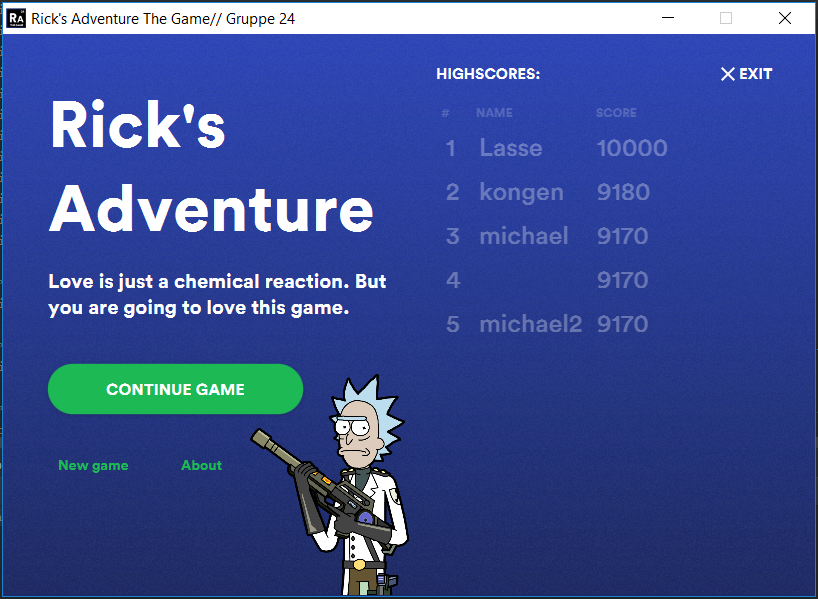 RA
Rick's Adventure The Game// Gruppe 24
Rick's
Adventure
Love is just a chemical reaction. But
you are going to love this game.
CONTINUE GAME
New game About
HIGHSCORES:
EXIT
# NAME SCORE
1 Lasse 10000
2 kongen 9180
3 michael 9170
4 9170
5 michael2 9170